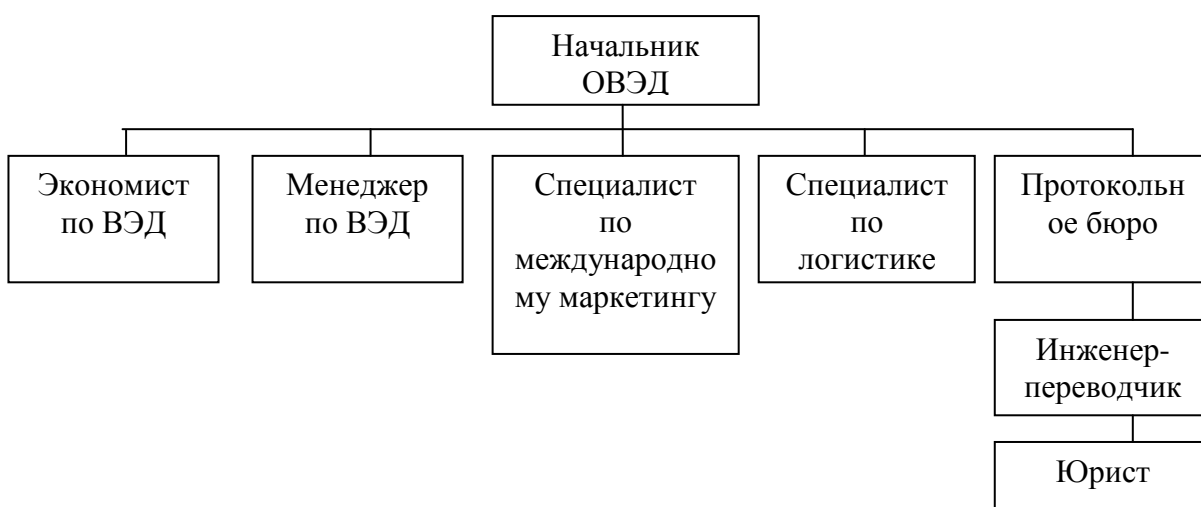 Начальник
ОВЭД
Экономист
по ВЭД
Менеджер
по ВЭД
Специалист
по
международно
му маркетингу
Специалист
по
логистике
Протокольн
ое бюро
Инженер-
переводчик
Юрист